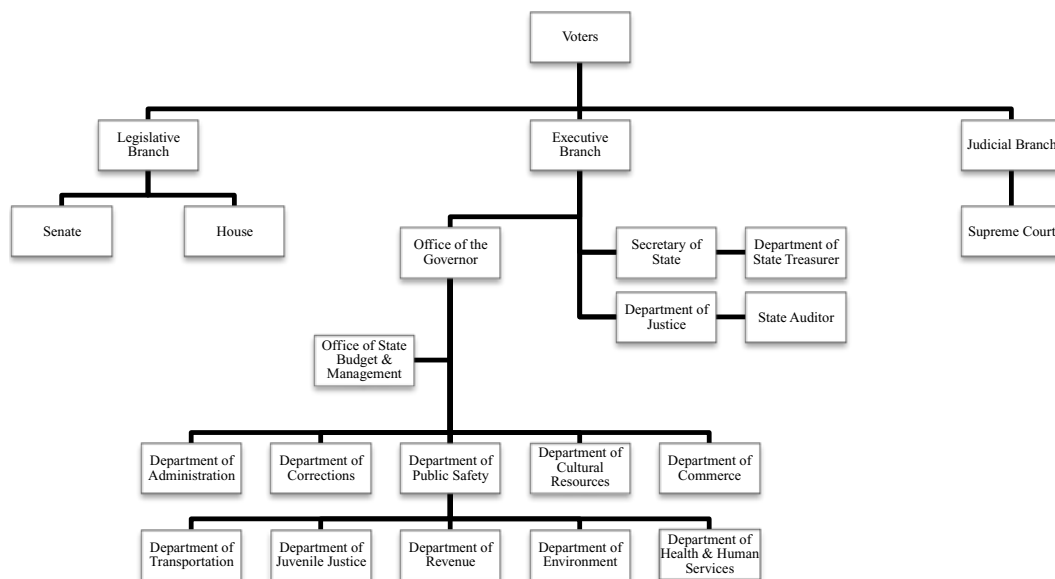 Voters
Legislative
Branch
Executive
Branch
Judicial Branch
Senate
House
Office of the
Governor
Secretary of
State
Department of
State Treasurer
Supreme Court
Department of
Justice
State Auditor
Office of State
Budget &
Management
Department of
Administration
Department of
Corrections
Department of
Public Safety
Department of
Cultural
Resources
Department of
Commerce
Department of
Transportation
Department of
Juvenile Justice
Department of
Revenue
Department of
Environment
Department of
Health & Human
Services